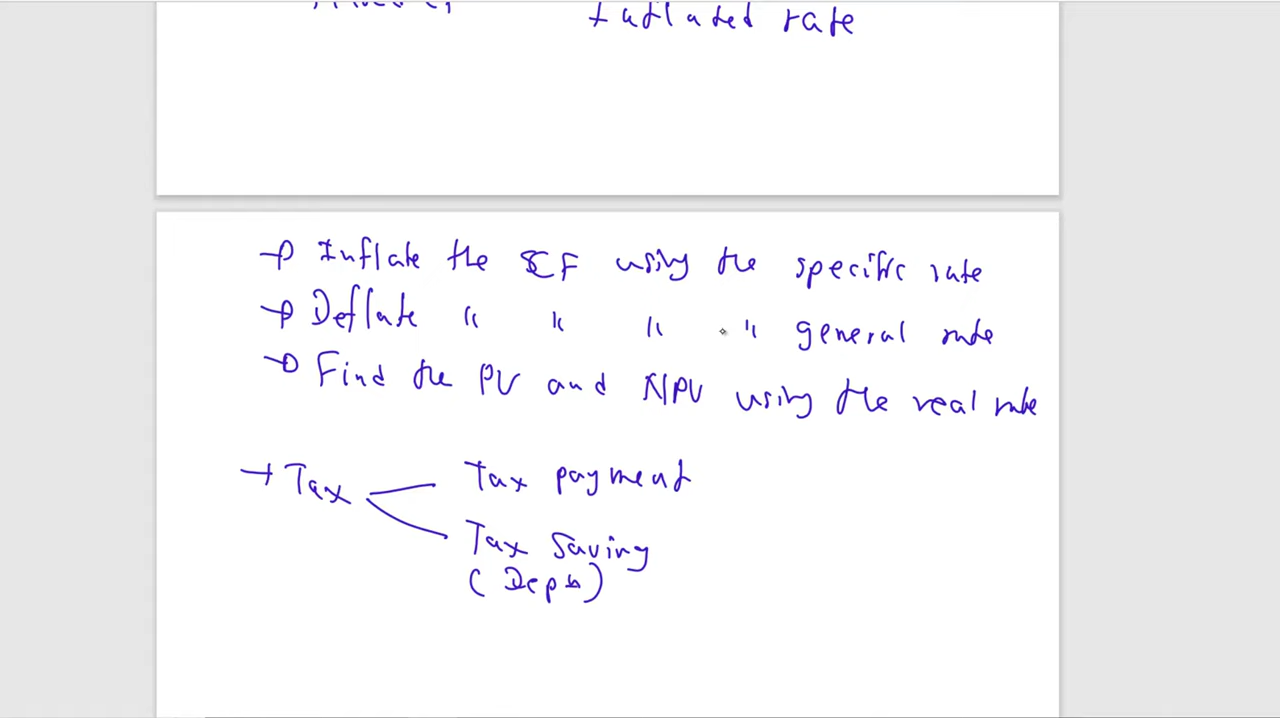 Inflated rate
→ Inflate the CF using the specific rate
→ Deflate " " " " general rate
→ Find the PV and NPV using the real rate
→ Tax
Tax payment
Tax Saving
(Depn)